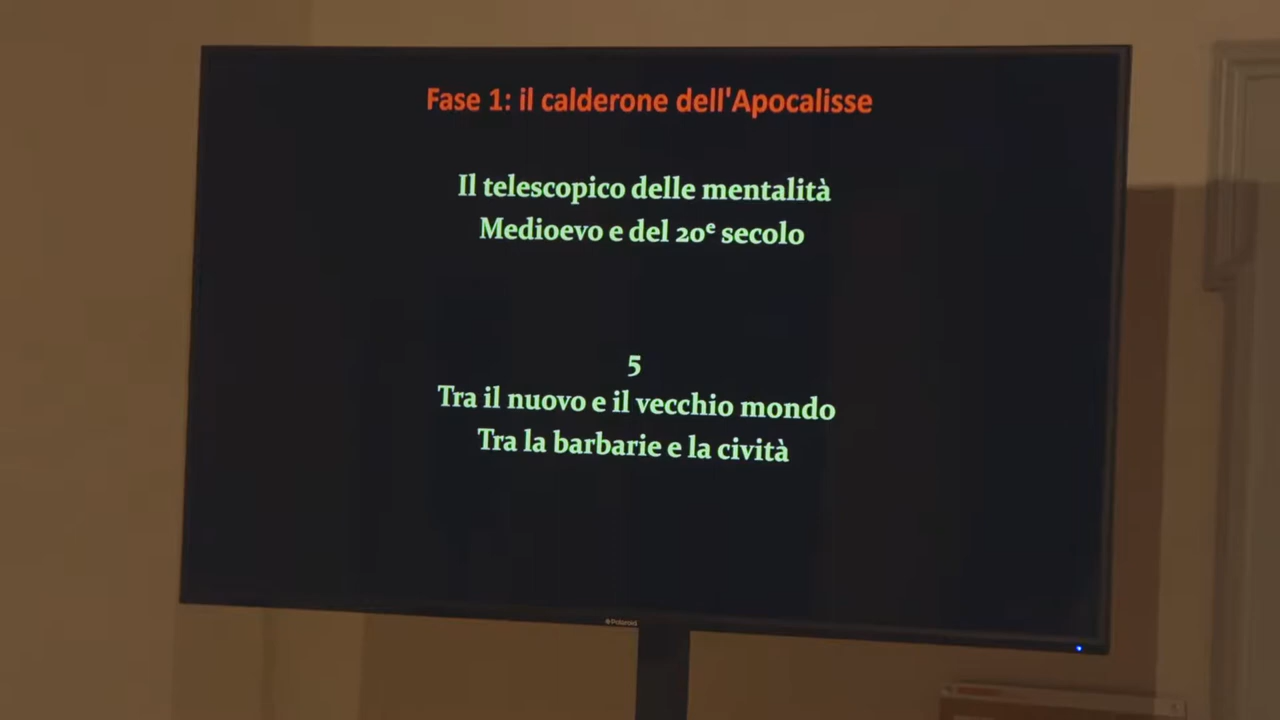 Fase 1: il calderone dell'Apocalisse
Il telescopico delle mentalità
Medioevo e del 20e secolo
5
Tra il nuovo e il vecchio mondo
Tra la barbarie e la cività
Polaroid